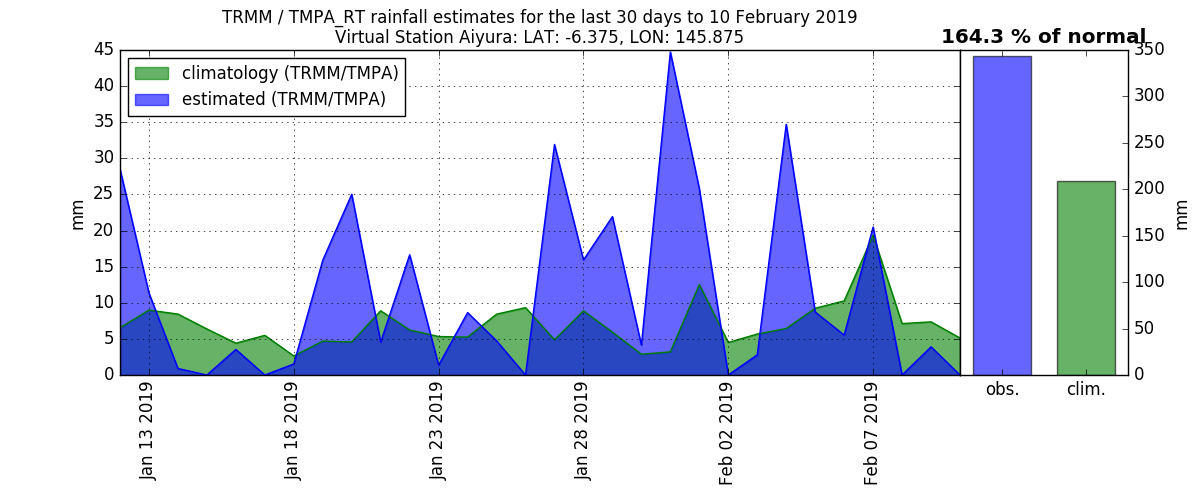 TRMM / TMPA_RT rainfall estimates for the last 30 days to 10 February 2019
Virtual Station Aiyura: LAT: -6.375, LON: 145.875
164.3 % of normal
climatology (TRMM/TMPA)
estimated (TRMM/TMPA)
mm
45
40
35
30
25
20
15
10
5
0
Jan 13 2019
Jan 18 2019
Jan 23 2019
Jan 28 2019
Feb 02 2019
Feb 07 2019
obs.
clim.
350
300
250
200
150
100
50
0
mm